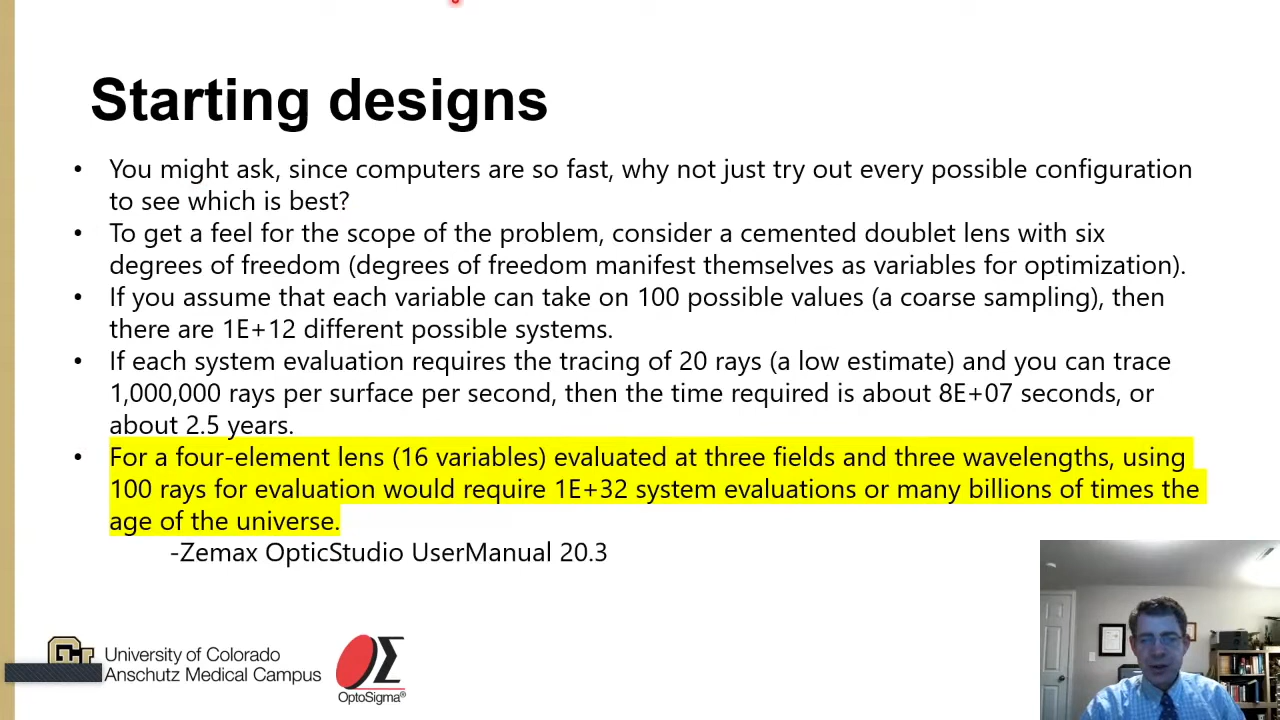 Starting designs
• You might ask, since computers are so fast, why not just try out every possible configuration
to see which is best?
• To get a feel for the scope of the problem, consider a cemented doublet lens with six
degrees of freedom (degrees of freedom manifest themselves as variables for optimization).
• If you assume that each variable can take on 100 possible values (a coarse sampling), then
there are 1E+12 different possible systems.
• If each system evaluation requires the tracing of 20 rays (a low estimate) and you can trace
1,000,000 rays per surface per second, then the time required is about 8E+07 seconds, or
about 2.5 years.
• For a four-element lens (16 variables) evaluated at three fields and three wavelengths, using
100 rays for evaluation would require 1E+32 system evaluations or many billions of times the
age of the universe.
-Zemax OpticStudio UserManual 20.3
University of Colorado
Anschutz Medical Campus
OptoSigma®